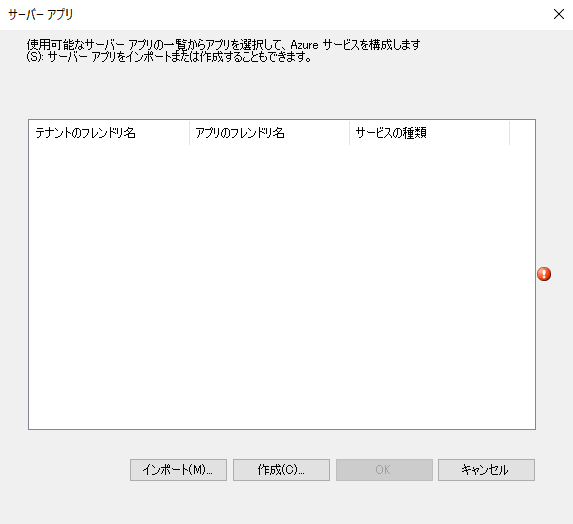 サーバー アプリ
使用可能なサーバー アプリの一覧からアプリを選択して、Azure サービスを構成します
(S): サーバー アプリをインポートまたは作成することもできます。
テナントのフレンドリ名 アプリのフレンドリ名 サービスの種類
インポート(M)... 作成(C)... OK キャンセル